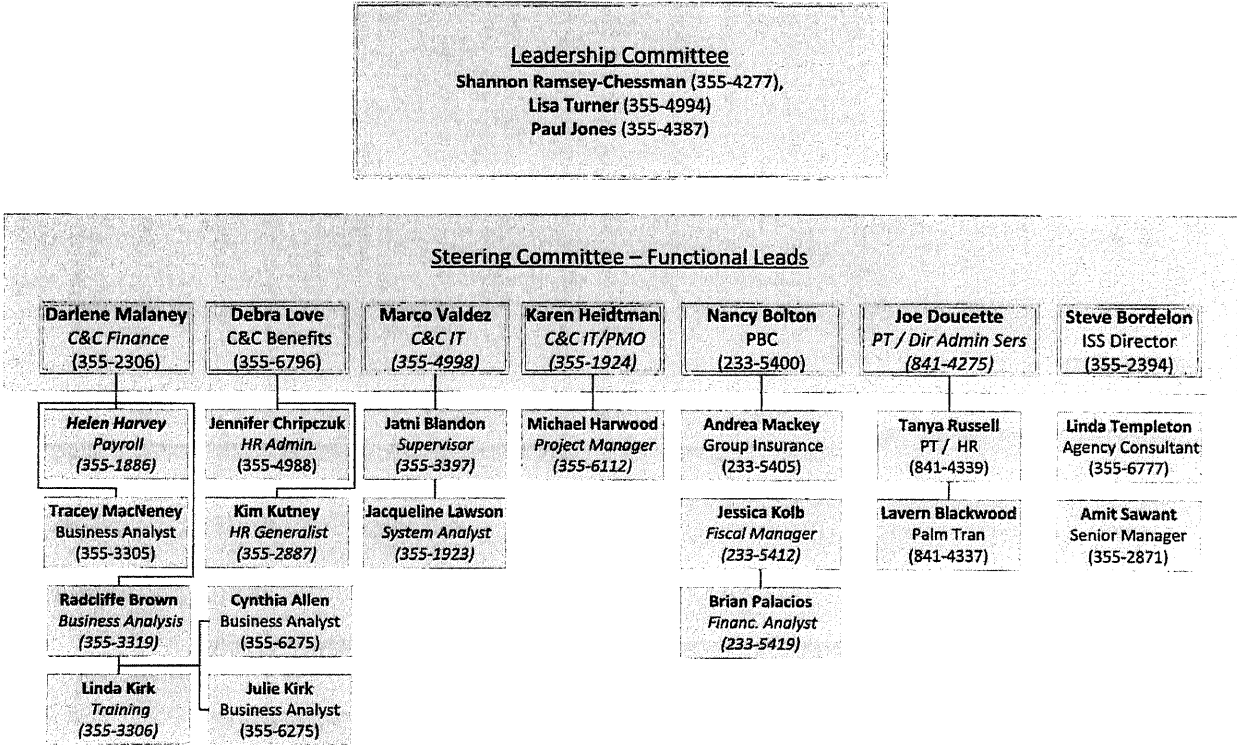 Leadership Committee
Shannon Ramsey-Chessman (355-4277),
Lisa Turner (355-4994)
Paul Jones (355-4387)
Steering Committee – Functional Leads
Darlene Malaney
C&C Finance
(355-2306)
Debra Love
C&C Benefits
(355-6796)
Marco Valdez
C&C IT
(355-4998)
Karen Heidtman
C&C IT/PMO
(355-1924)
Nancy Bolton
PBC
(233-5400)
Joe Doucette
PT / Dir Admin Sers
(841-4275)
Steve Bordelon
ISS Director
(355-2394)
Helen Harvey
Payroll
(355-1886)
Jennifer Chripczuk
HR Admin.
(355-4988)
Jatni Blandon
Supervisor
(355-3397)
Michael Harwood
Project Manager
(355-6112)
Andrea Mackey
Group Insurance
(233-5405)
Tanya Russell
PT / HR
(841-4339)
Linda Templeton
Agency Consultant
(355-6777)
Tracey MacNeney
Business Analyst
(355-3305)
Kim Kutney
HR Generalist
(355-2887)
Jacqueline Lawson
System Analyst
(355-1923)
Jessica Kolb
Fiscal Manager
(233-5412)
Lavern Blackwood
Palm Tran
(841-4337)
Amit Sawant
Senior Manager
(355-2871)
Radcliffe Brown
Business Analysis
(355-3319)
Cynthia Allen
Business Analyst
(355-6275)
Brian Palacios
Financ. Analyst
(233-5419)
Linda Kirk
Training
(355-3306)
Julie Kirk
Business Analyst
(355-6275)